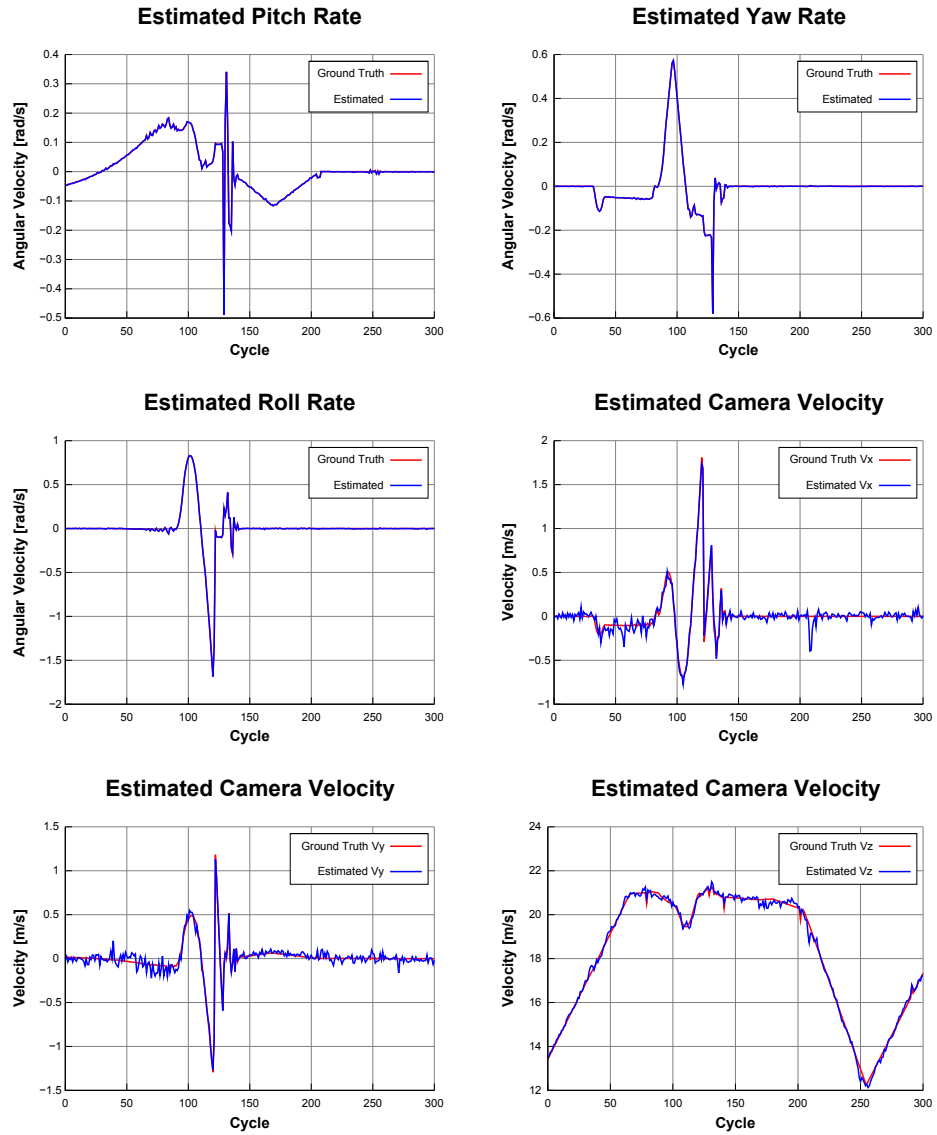 Estimated Pitch Rate
Angular Velocity [rad/s]
0.4
0.3
0.2
0.1
0
−0.1
−0.2
−0.3
−0.4
−0.5
Ground Truth
Estimated
0 50 100 150 200 250 300
Cycle
Estimated Yaw Rate
Angular Velocity [rad/s]
0.6
0.4
0.2
0
−0.2
−0.4
−0.6
Ground Truth
Estimated
0 50 100 150 200 250 300
Cycle
Estimated Roll Rate
Angular Velocity [rad/s]
1
0.5
0
−0.5
−1
−1.5
−2
Ground Truth
Estimated
0 50 100 150 200 250 300
Cycle
Estimated Camera Velocity
Velocity [m/s]
2
1.5
1
0.5
0
−0.5
−1
Ground Truth Vx
Estimated Vx
0 50 100 150 200 250 300
Cycle
Estimated Camera Velocity
Velocity [m/s]
1.5
1
0.5
0
−0.5
−1
−1.5
Ground Truth Vy
Estimated Vy
0 50 100 150 200 250 300
Cycle
Estimated Camera Velocity
Velocity [m/s]
24
22
20
18
16
14
12
Ground Truth Vz
Estimated Vz
0 50 100 150 200 250 300
Cycle